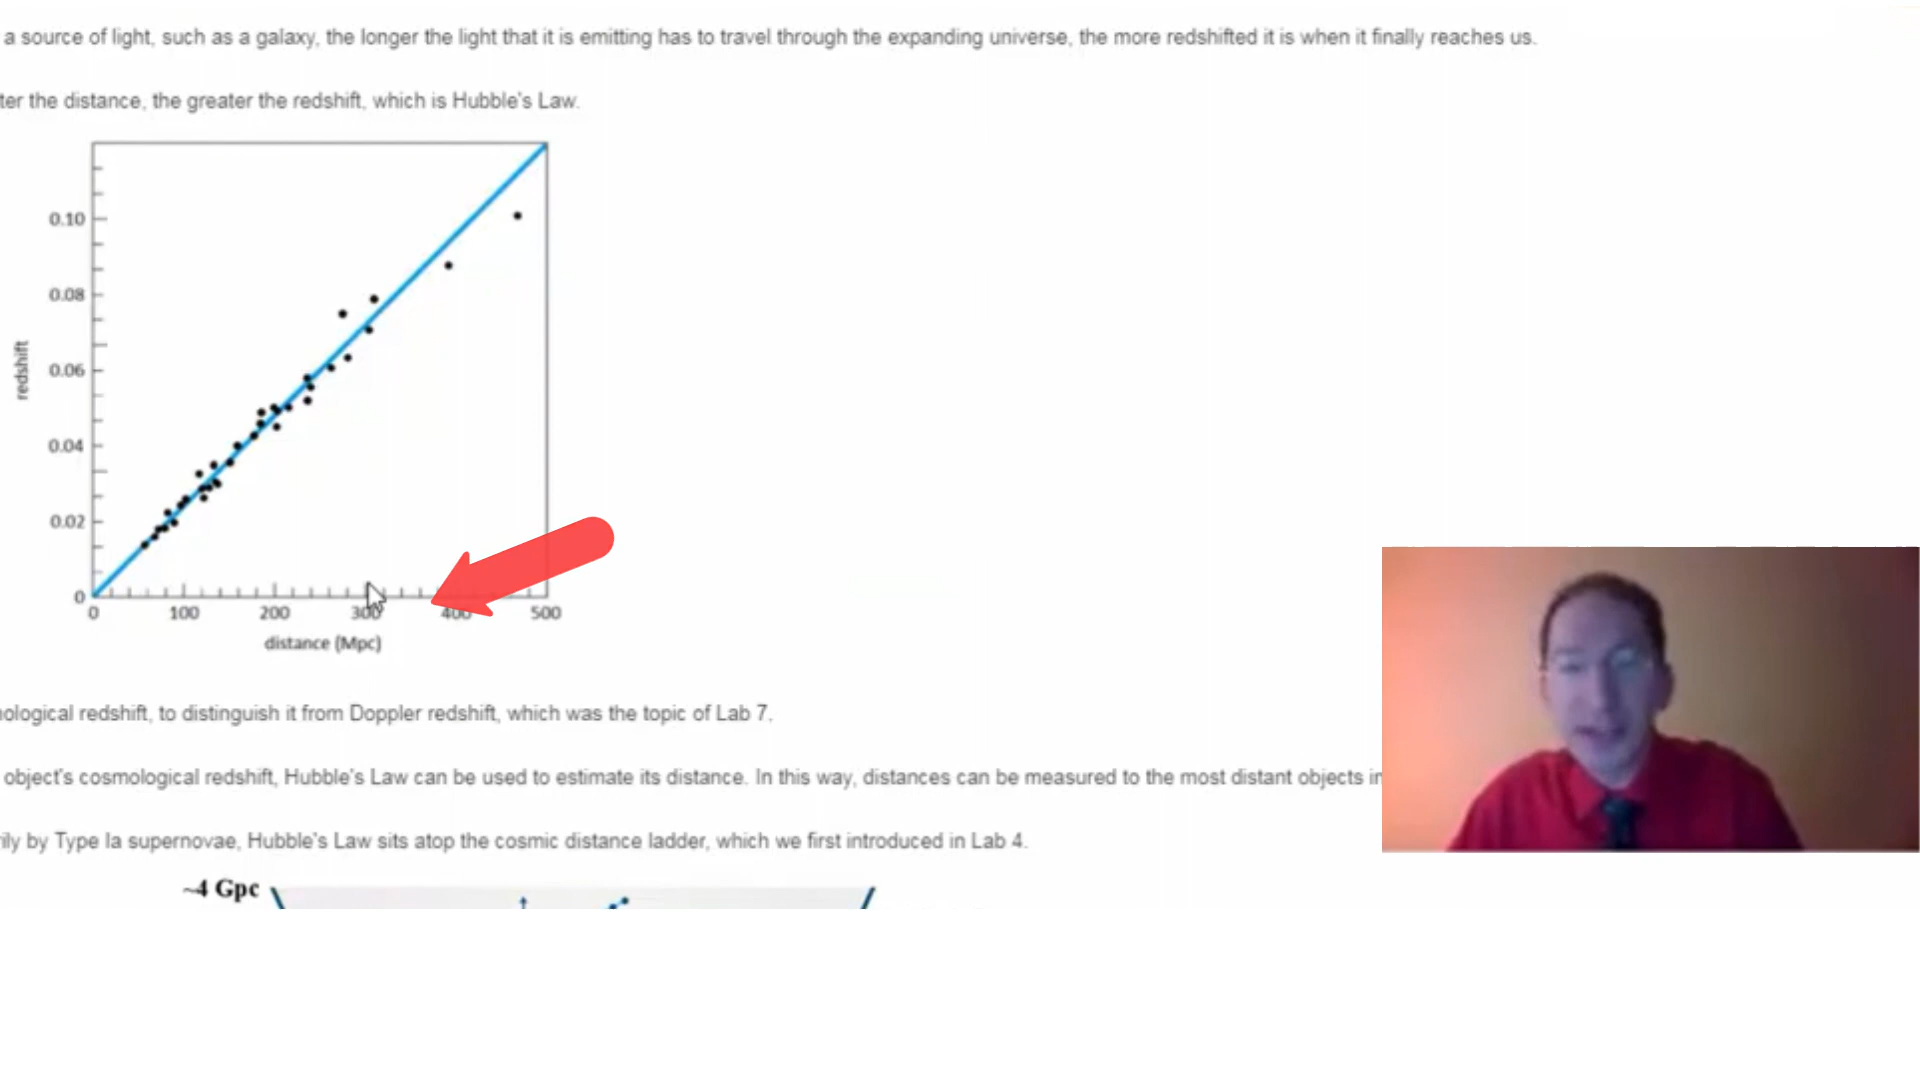 a source of light, such as a galaxy, the longer the light that it is emitting has to travel through the expanding universe, the more redshifted it is when it finally reaches us.
ter the distance, the greater the redshift, which is Hubble's Law.
0.10
0.08
redshift
0.06
0.04
0.02
0
0 100 200 300 400 500
distance (Mpc)
ological redshift, to distinguish it from Doppler redshift, which was the topic of Lab 7.
object's cosmological redshift, Hubble's Law can be used to estimate its distance. In this way, distances can be measured to the most distant objects in
ily by Type Ia supernovae, Hubble's Law sits atop the cosmic distance ladder, which we first introduced in Lab 4.
~4 Gpc